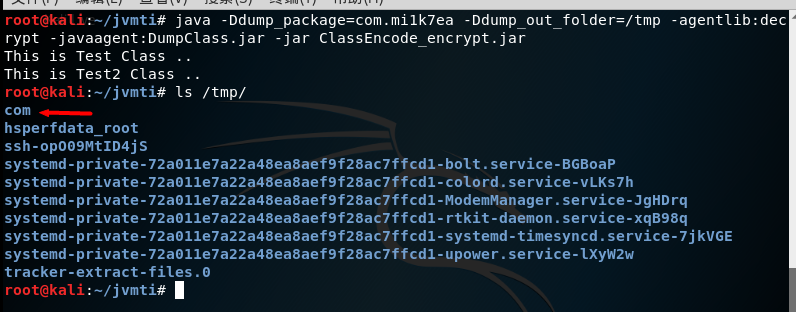 root@kali:~/jvmti# java -Ddump_package=com.mi1k7ea -Ddump_out_folder=/tmp -agentlib:dec
rypt -javaagent:DumpClass.jar -jar ClassEncode_encrypt.jar
This is Test Class ..
This is Test2 Class ..
root@kali:~/jvmti# ls /tmp/
com
hsperfdata_root
ssh-opO09MtID4jS
systemd-private-72a011e7a22a48ea8aef9f28ac7ffcd1-bolt.service-BGBoaP
systemd-private-72a011e7a22a48ea8aef9f28ac7ffcd1-colord.service-vLKs7h
systemd-private-72a011e7a22a48ea8aef9f28ac7ffcd1-ModemManager.service-JgHDrq
systemd-private-72a011e7a22a48ea8aef9f28ac7ffcd1-rtkit-daemon.service-xqB98q
systemd-private-72a011e7a22a48ea8aef9f28ac7ffcd1-systemd-timesyncd.service-7jkVGE
systemd-private-72a011e7a22a48ea8aef9f28ac7ffcd1-upower.service-lXyW2w
tracker-extract-files.0
root@kali:~/jvmti#